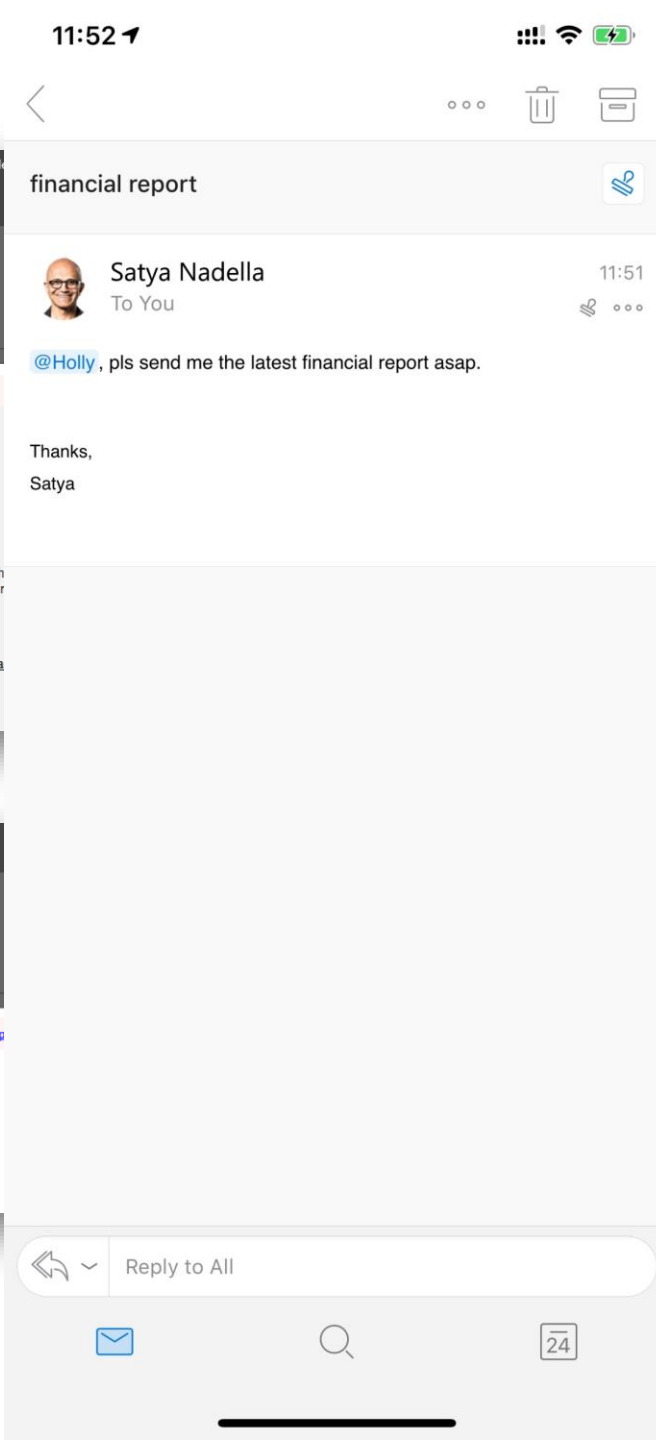 11:52
financial report
Satya Nadella
11:51
To You
@Holly, pls send me the latest financial report asap.
Thanks,
Satya
Reply to All
24